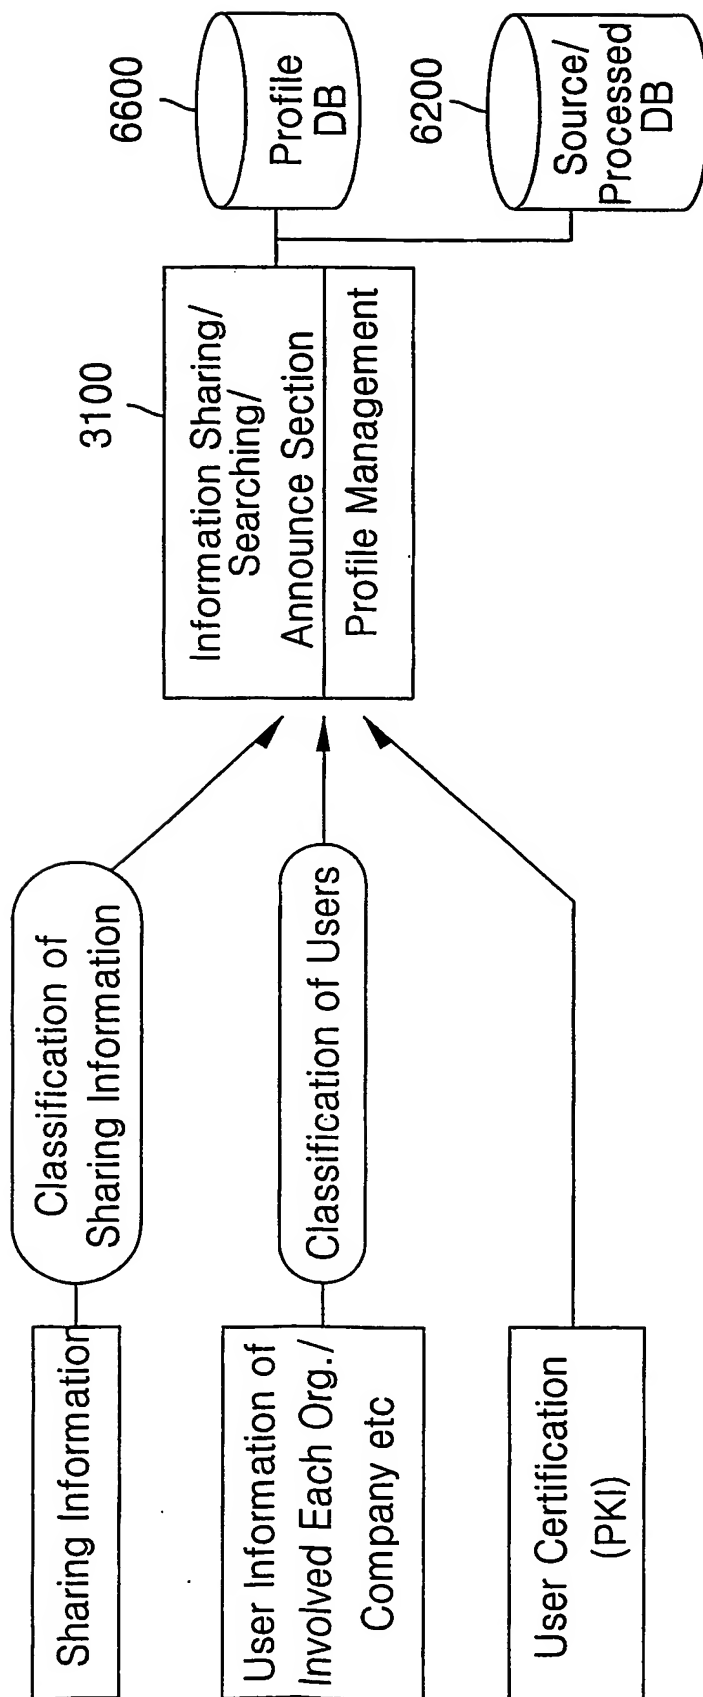 Sharing Information
Classification of
Sharing Information
User Information of
Involved Each Org./
Company etc
Classification of Users
User Certification
(PKI)
3100
Information Sharing/
Searching/
Announce Section
Profile Management
6600
Profile
DB
6200
Source/
Processed
DB